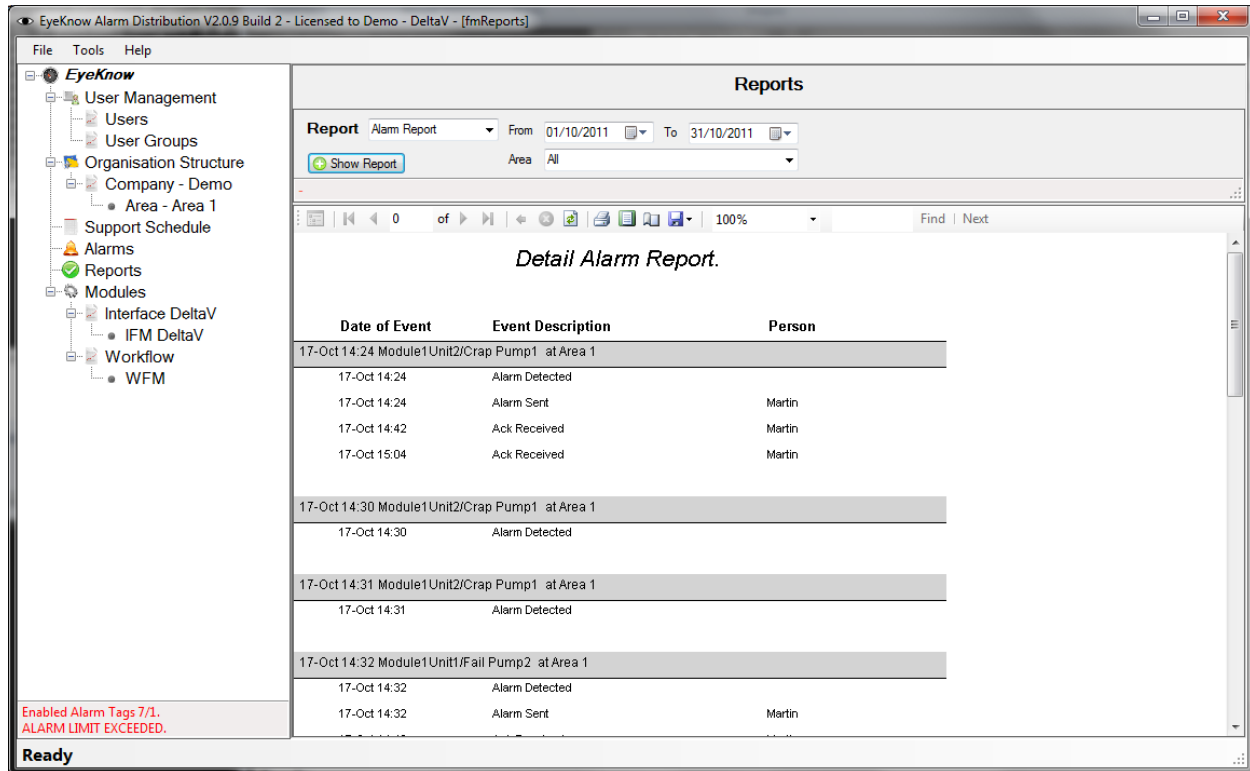 EyeKnow Alarm Distribution V2.0.9 Build 2 - Licensed to Demo - DeltaV - [fmReports]
File Tools Help
EyeKnow
User Management
Users
User Groups
Organisation Structure
Company - Demo
Area - Area 1
Support Schedule
Alarms
Reports
Modules
Interface DeltaV
IFM DeltaV
Workflow
WFM
Enabled Alarm Tags 7/1.
ALARM LIMIT EXCEEDED.
Reports
Report Alarm Report From 01/10/2011 To 31/10/2011
Show Report Area All
-
0 of 100% Find | Next
Detail Alarm Report.
Date of Event Event Description Person
17-Oct 14:24 Module1Unit2/Crap Pump1 at Area 1
17-Oct 14:24 Alarm Detected
17-Oct 14:24 Alarm Sent Martin
17-Oct 14:42 Ack Received Martin
17-Oct 15:04 Ack Received Martin
17-Oct 14:30 Module1Unit2/Crap Pump1 at Area 1
17-Oct 14:30 Alarm Detected
17-Oct 14:31 Module1Unit2/Crap Pump1 at Area 1
17-Oct 14:31 Alarm Detected
17-Oct 14:32 Module1Unit1/Fail Pump2 at Area 1
17-Oct 14:32 Alarm Detected
17-Oct 14:32 Alarm Sent Martin
Ready